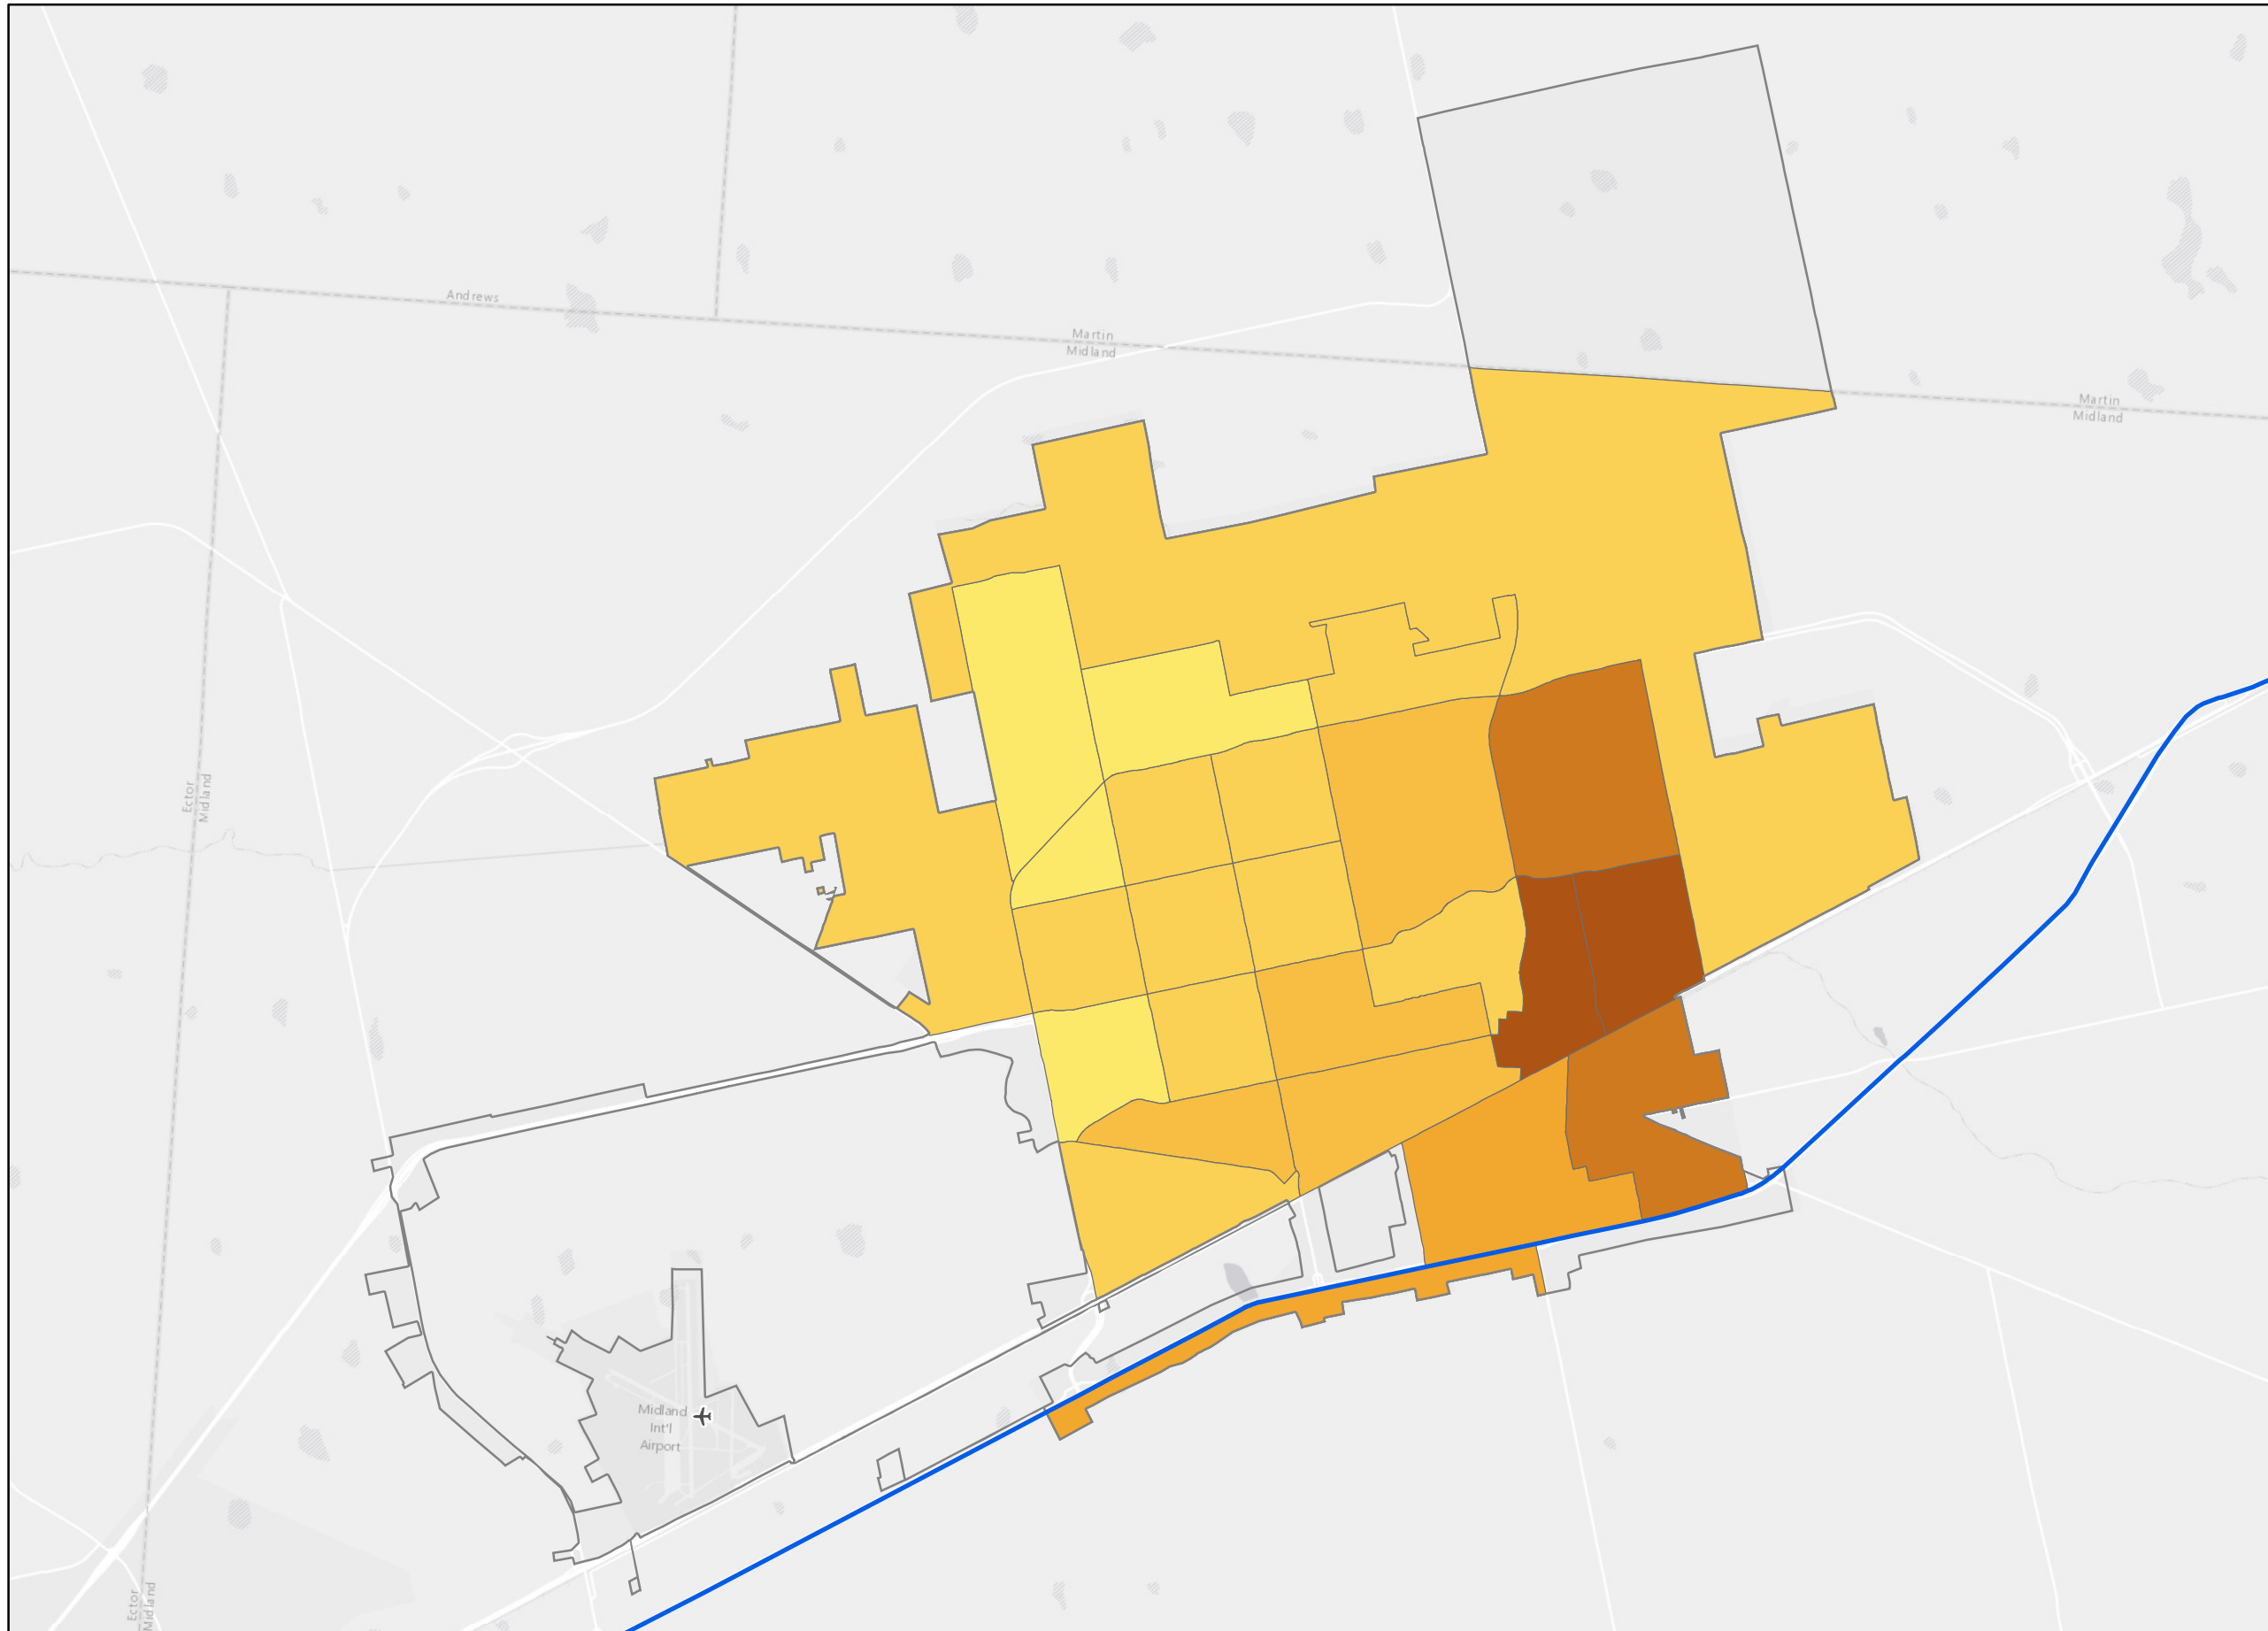 Andrews
Martin
Midland
Martin
Midland
Ector
Midland
Midland
Int'l
Airport
Ector
Midland